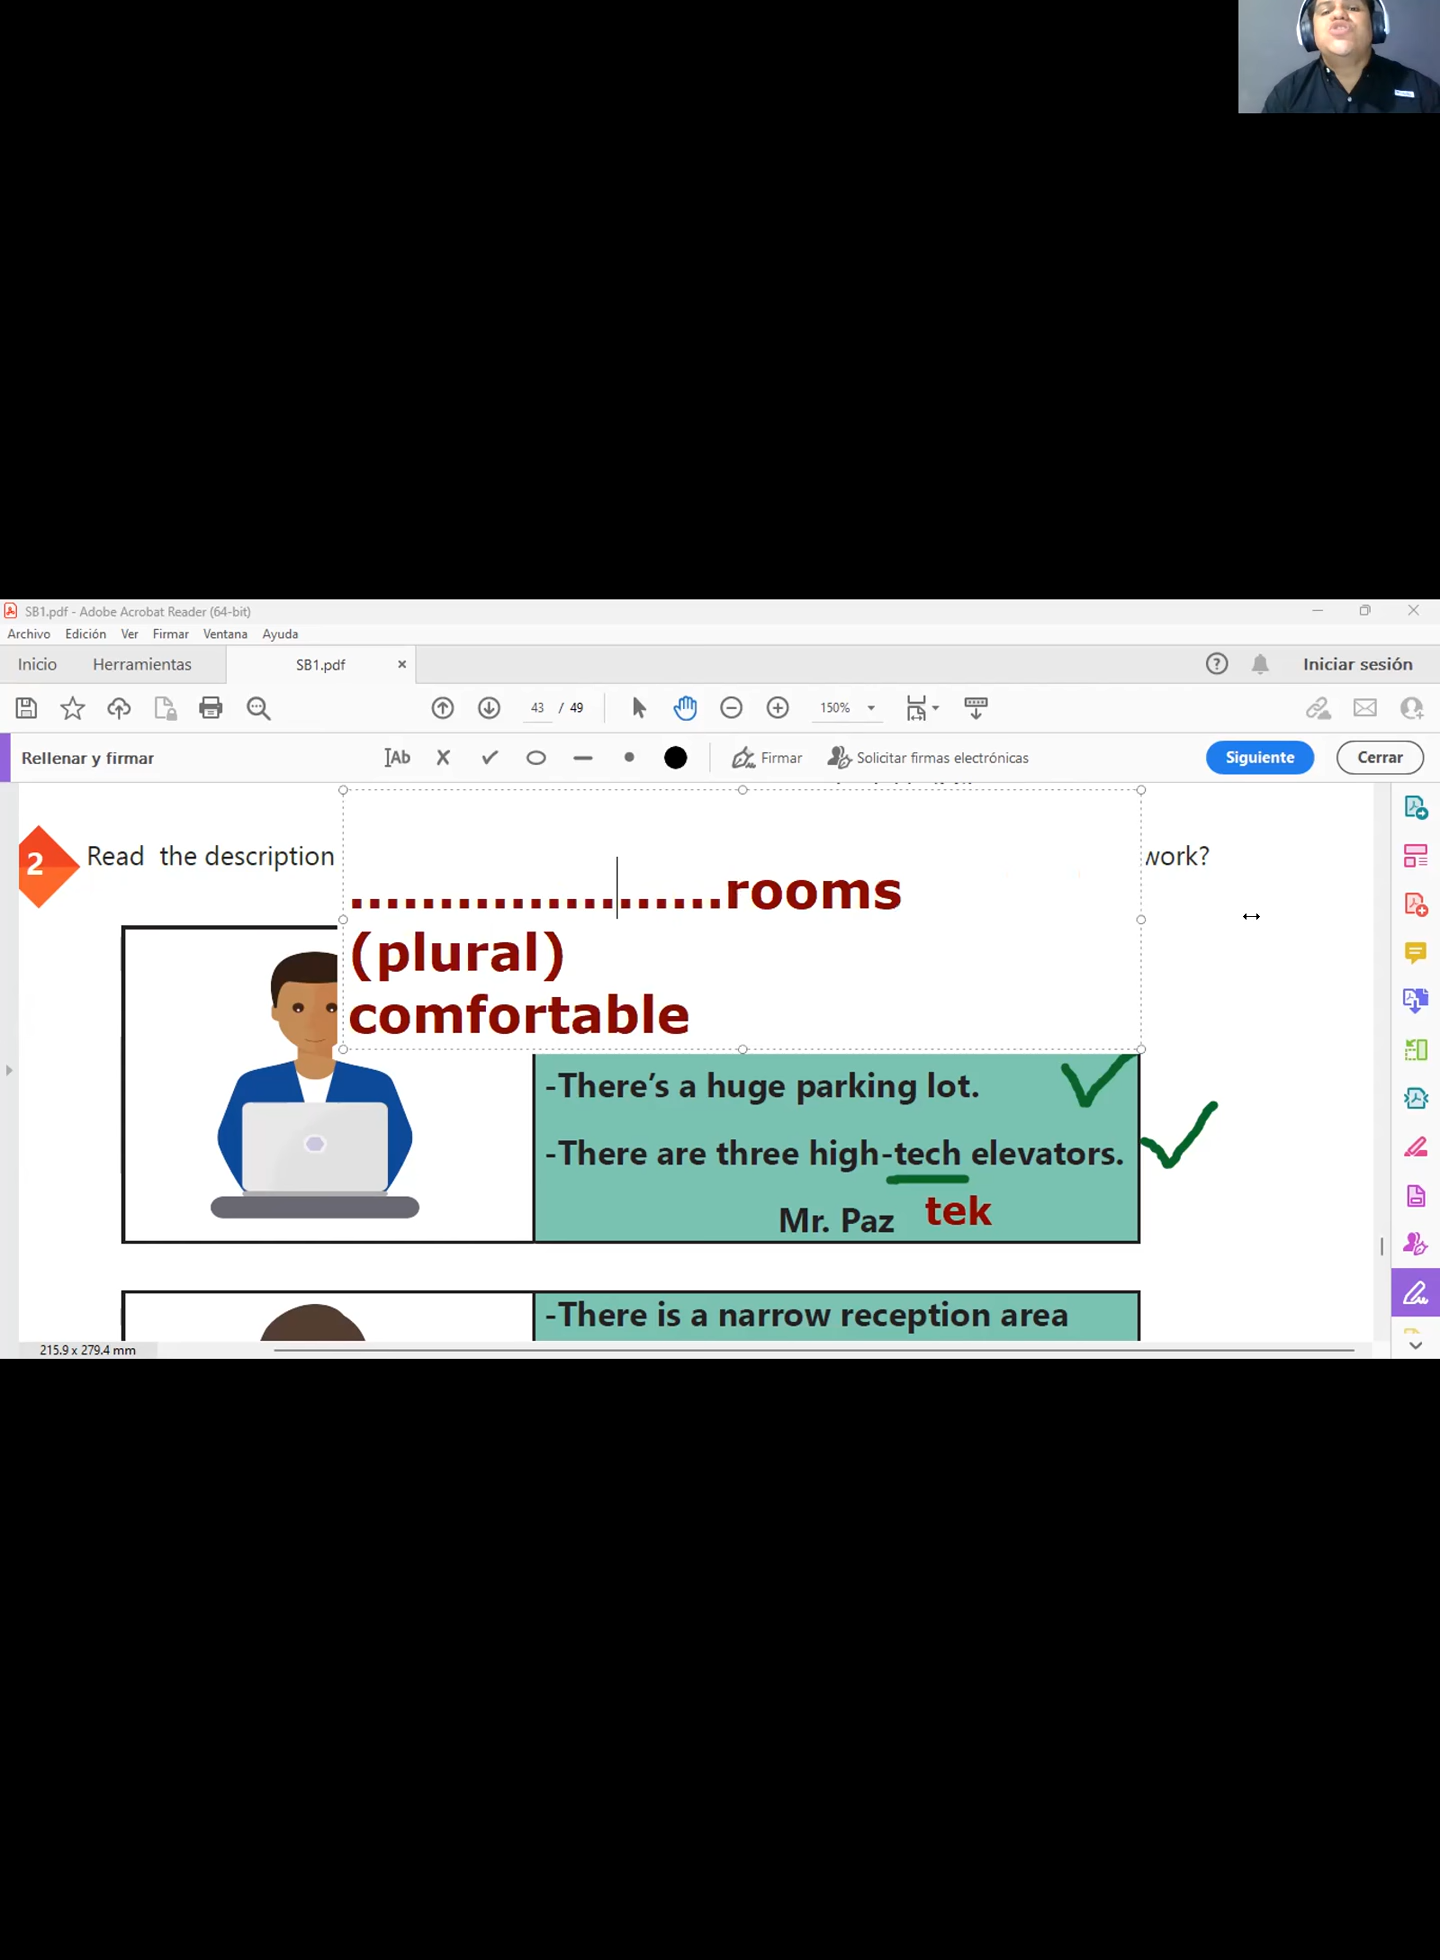 SB1.pdf - Adobe Acrobat Reader (64-bit)
Archivo Edición Ver Firmar Ventana Ayuda
Inicio Herramientas SB1.pdf × Iniciar sesión
43 / 49 150%
Rellenar y firmar Ab Firmar Solicitar firmas electrónicas Siguiente Cerrar
2 Read the description work?
.....................rooms
(plural)
comfortable
-There's a huge parking lot.
-There are three high-tech elevators.
Mr. Paz tek
-There is a narrow reception area
215.9 x 279.4 mm